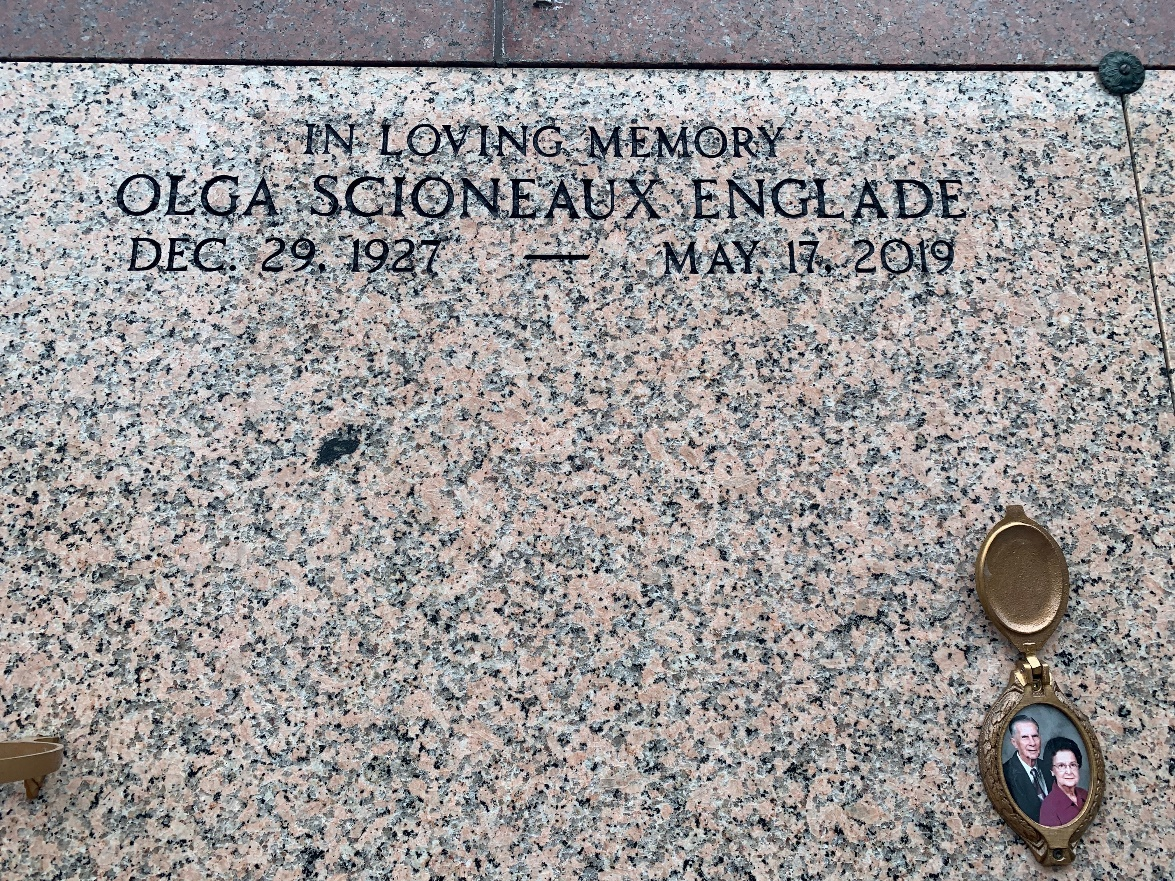 IN LOVING MEMORY
OLGA SCIONEAUX ENGLADE
DEC. 29, 1927 — MAY 17, 2019